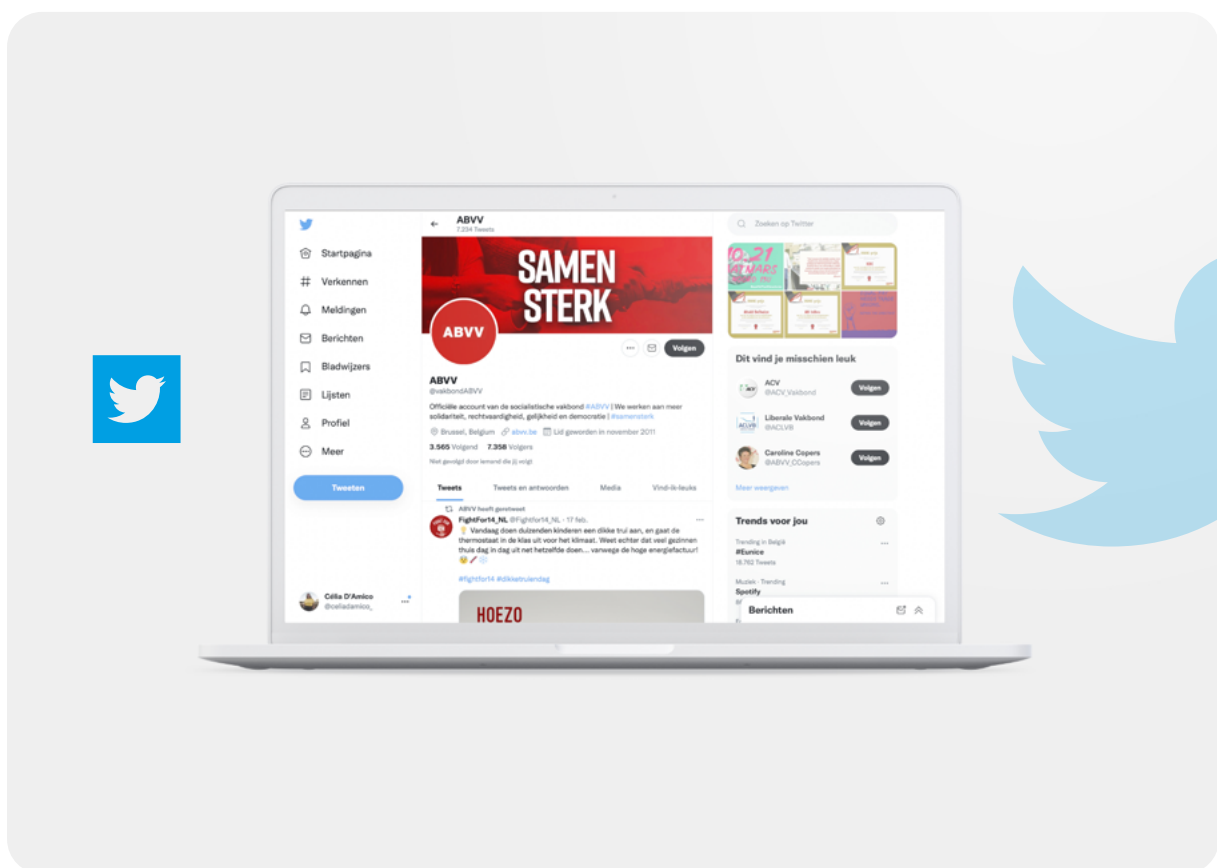 Startpagina
Verkennen
Meldingen
Berichten
Bladwijzers
Lijsten
Profiel
Meer
Tweeten
Célia D'Amico
@celiadamico_
ABVV
7.234 Tweets
SAMEN
STERK
ABVV
Volgen
ABVV
@vakbondABVV
Officiële account van de socialistische vakbond #ABVV | We werken aan meer
solidariteit, rechtvaardigheid, gelijkheid en democratie | #samensterk
Brussel, Belgium abvv.be Lid geworden in november 2011
3.565 Volgend 7.358 Volgers
Niet gevolgd door iemand die jij volgt
Tweets Tweets en antwoorden Media Vind-ik-leuks
ABVV heeft geretweet
FightFor14_NL @Fightfor14_NL · 17 feb.
Vandaag doen duizenden kinderen een dikke trui aan, en gaat de
thermostaat in de klas uit voor het klimaat. Weet echter dat veel gezinnen
thuis dag in dag uit net hetzelfde doen... vanwege de hoge energiefactuur!
#fightfor14 #dikketruiendag
HOEZO
Zoeken op Twitter
Dit vind je misschien leuk
ACV
@ACV_Vakbond
Volgen
Liberale Vakbond
@ACLVB
Volgen
Caroline Copers
@ABVV_CCopers
Volgen
Meer weergeven
Trends voor jou
Trending in België
#Eunice
18.762 Tweets
Muziek · Trending
Spotify
Berichten